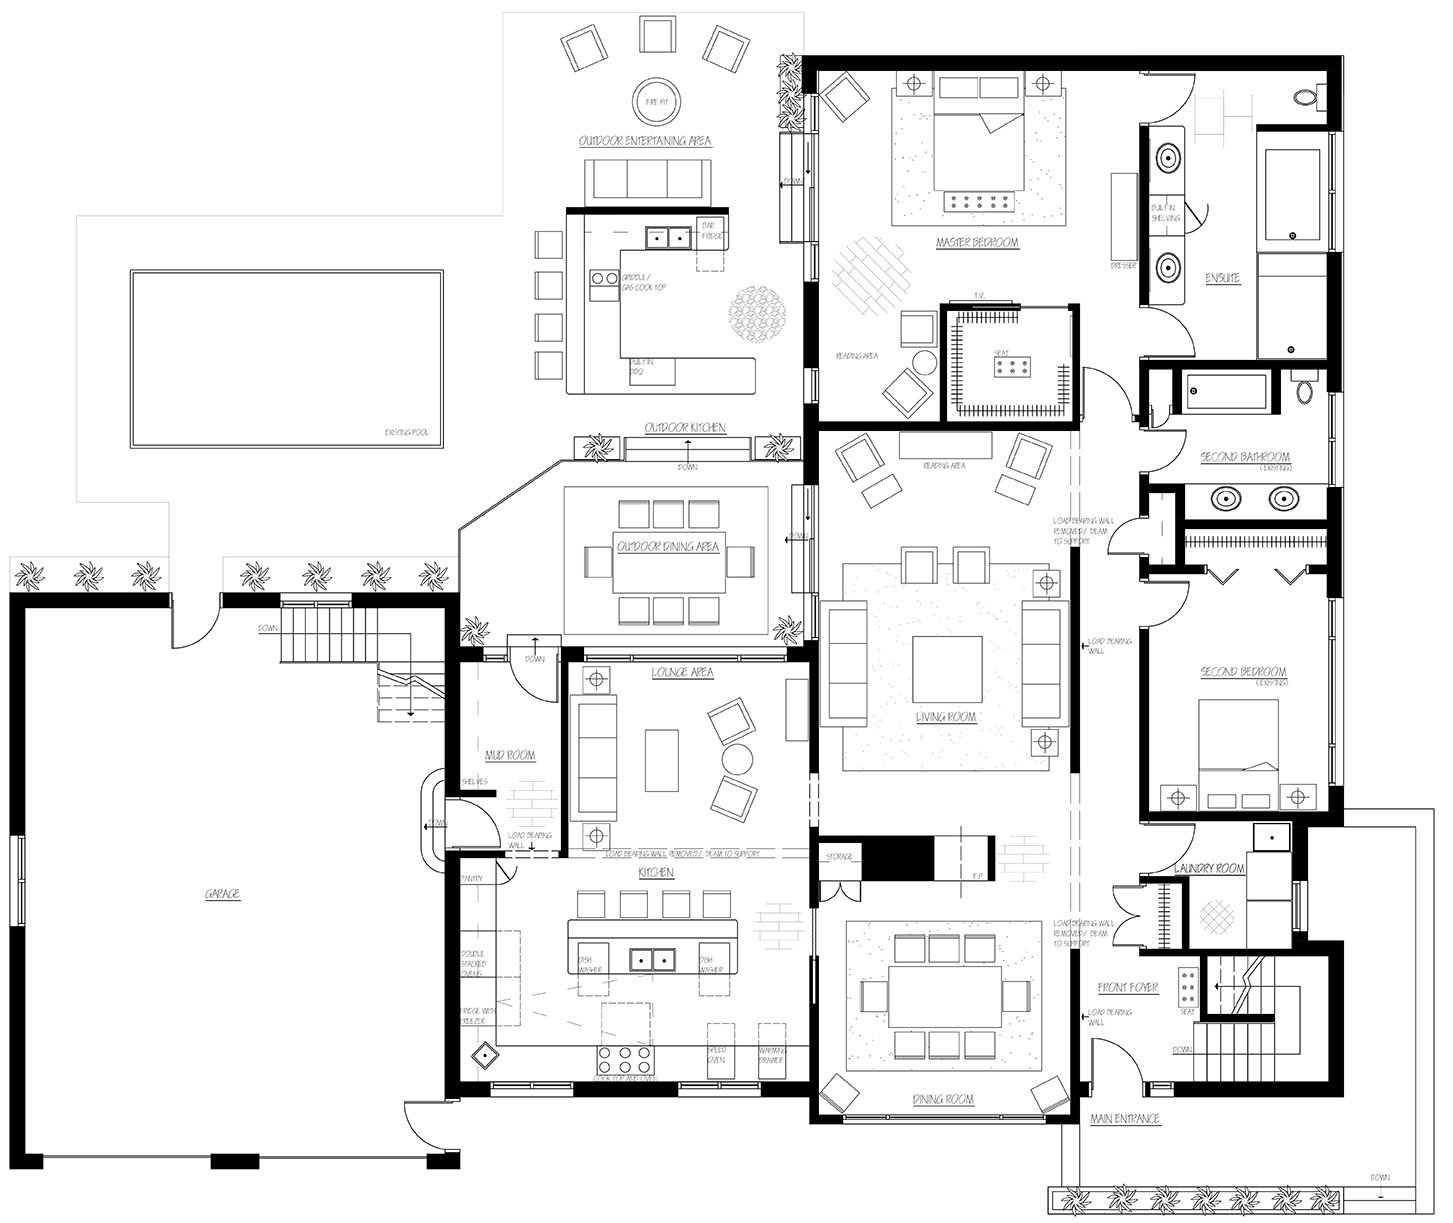 FIRE PIT
OUTDOOR ENTERTAINING AREA
DOWN
BAR
FRIDGE
GRIDDLE/
GAS COOK TOP
BUILT IN
BBQ
EXISTING POOL
OUTDOOR KITCHEN
DOWN
MASTER BEDROOM
DRESSER
T.V.
READING AREA
SEAT
BUILT IN
SHELVING
ENSUITE
SECOND BATHROOM
(EXISTING)
READING AREA
LOAD BEARING WALL
REMOVED/ BEAM
TO SUPPORT
OUTDOOR DINING AREA
DOWN
DOWN
DOWN
LOUNGE AREA
MUD ROOM
SHELVES
DOWN
LOAD BEARING
WALL
LIVING ROOM
LOAD BEARING
WALL
SECOND BEDROOM
(EXISTING)
LOAD BEARING WALL REMOVED/ BEAM TO SUPPORT
KITCHEN
PANTRY
STORAGE
F.P.
LAUNDRY ROOM
GARAGE
DOUBLE
STACKED
OVENS
DISH
WASHER
DISH
WASHER
FRIDGE WITH
FREEZER
SPEED
OVEN
WARMING
DRAWER
COOK TOP AND OVEN
LOAD BEARING WALL
REMOVED/ BEAM
TO SUPPORT
FRONT FOYER
SEAT
LOAD BEARING
WALL
DOWN
DINING ROOM
MAIN ENTRANCE
DOWN